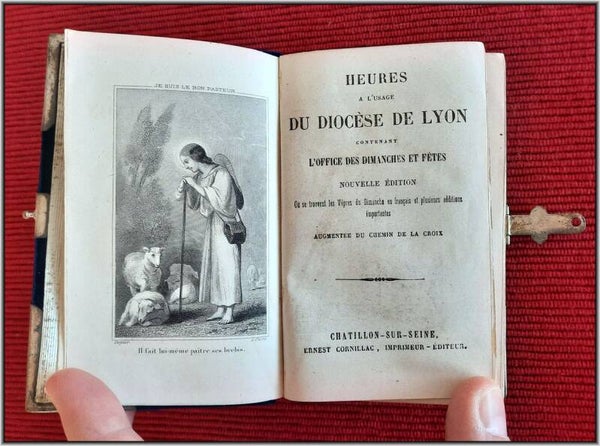 JE SUIS LE BON PASTEUR.
Il fait lui-même paître ses brebis.
HEURES
A L'USAGE
DU DIOCÈSE DE LYON
CONTENANT
L'OFFICE DES DIMANCHES ET FÊTES
NOUVELLE ÉDITION
Où se trouvent les Vêpres du Dimanche en français et plusieurs additions
importantes
AUGMENTÉE DU CHEMIN DE LA CROIX
CHATILLON-SUR-SEINE,
ERNEST CORNILLAC, IMPRIMEUR-ÉDITEUR.